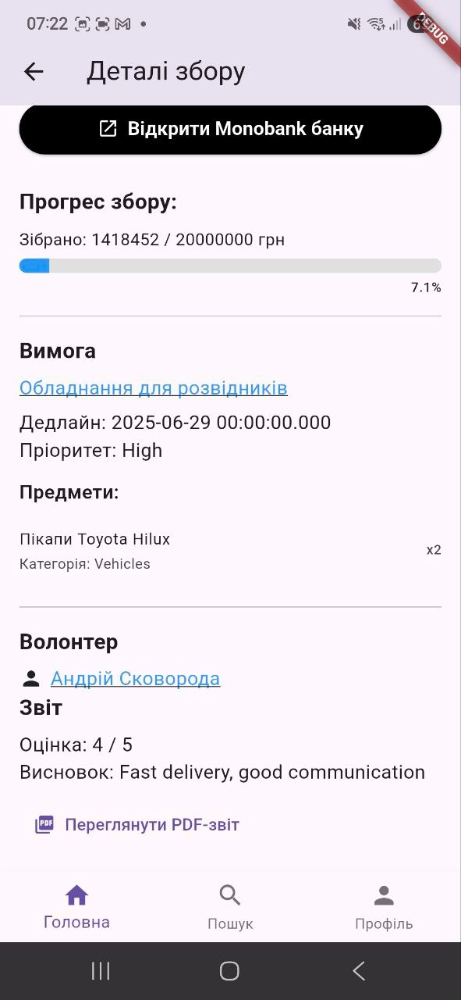 07:22
DEBUG
Деталі збору
Відкрити Monobank банку
Прогрес збору:
Зібрано: 1418452 / 20000000 грн
7.1%
Вимога
Обладнання для розвідників
Дедлайн: 2025-06-29 00:00:00.000
Пріоритет: High
Предмети:
Пікапи Toyota Hilux
x2
Категорія: Vehicles
Волонтер
Андрій Сковорода
Звіт
Оцінка: 4 / 5
Висновок: Fast delivery, good communication
PDF Переглянути PDF-звіт
Головна
Пошук
Профіль